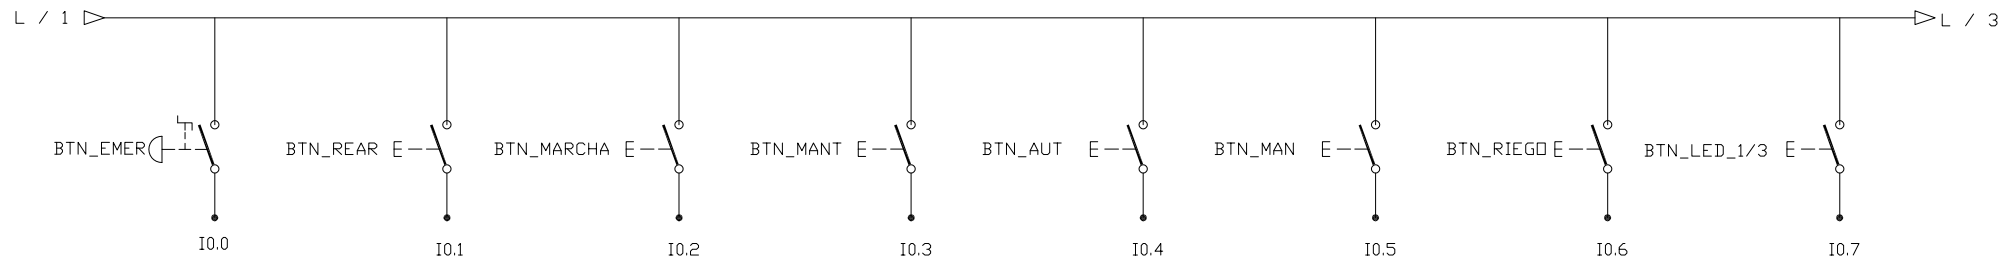 L / 1
L / 3
BTN_EMER
BTN_REAR
BTN_MARCHA
BTN_MANT
BTN_AUT
BTN_MAN
BTN_RIEGO
BTN_LED_1/3
I0.0
I0.1
I0.2
I0.3
I0.4
I0.5
I0.6
I0.7